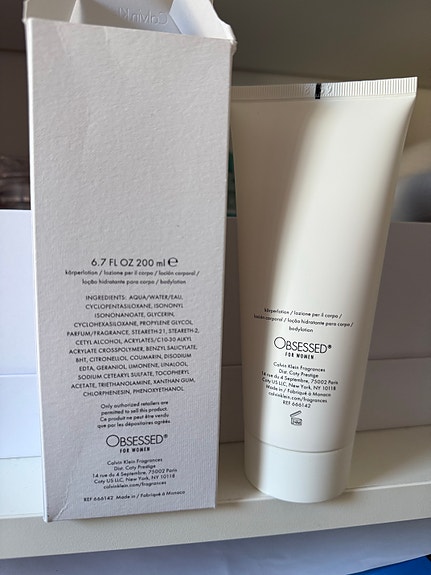 Calvin Kl
6.7 FL OZ 200 ml ℮
körperlotion / lozione per il corpo / loción corporal /
loção hidratante para corpo / bodylotion
INGREDIENTS: AQUA/WATER/EAU,
CYCLOPENTASILOXANE, ISONONYL
ISONONANOATE, GLYCERIN,
CYCLOHEXASILOXANE, PROPYLENE GLYCOL,
PARFUM/FRAGRANCE, STEARETH-21, STEARETH-2,
CETYL ALCOHOL, ACRYLATES/C10-30 ALKYL
ACRYLATE CROSSPOLYMER, BENZYL SALICYLATE,
BHT, CITRONELLOL, COUMARIN, DISODIUM
EDTA, GERANIOL, LIMONENE, LINALOOL,
SODIUM CETEARYL SULFATE, TOCOPHERYL
ACETATE, TRIETHANOLAMINE, XANTHAN GUM,
CHLORPHENESIN, PHENOXYETHANOL
Only authorized retailers are
permitted to sell this product.
Ce produit ne peut être vendu
que par les dépositaires agréés
OBSESSED®
FOR WOMEN
Calvin Klein Fragrances
Distr. Coty Prestige
14 rue du 4 Septembre, 75002 Paris
Coty US LLC, New York, NY 10118
calvinklein.com/fragrances
REF 666142 Made in / Fabriqué à Monaco
körperlotion / lozione per il corpo /
loción corporal / loção hidratante para corpo /
bodylotion
OBSESSED®
FOR WOMEN
Calvin Klein Fragrances
Distr. Coty Prestige
14 rue du 4 Septembre, 75002 Paris
Coty US LLC, New York, NY 10118
Made in / Fabriqué à Monaco
calvinklein.com/fragrances
REF 666142